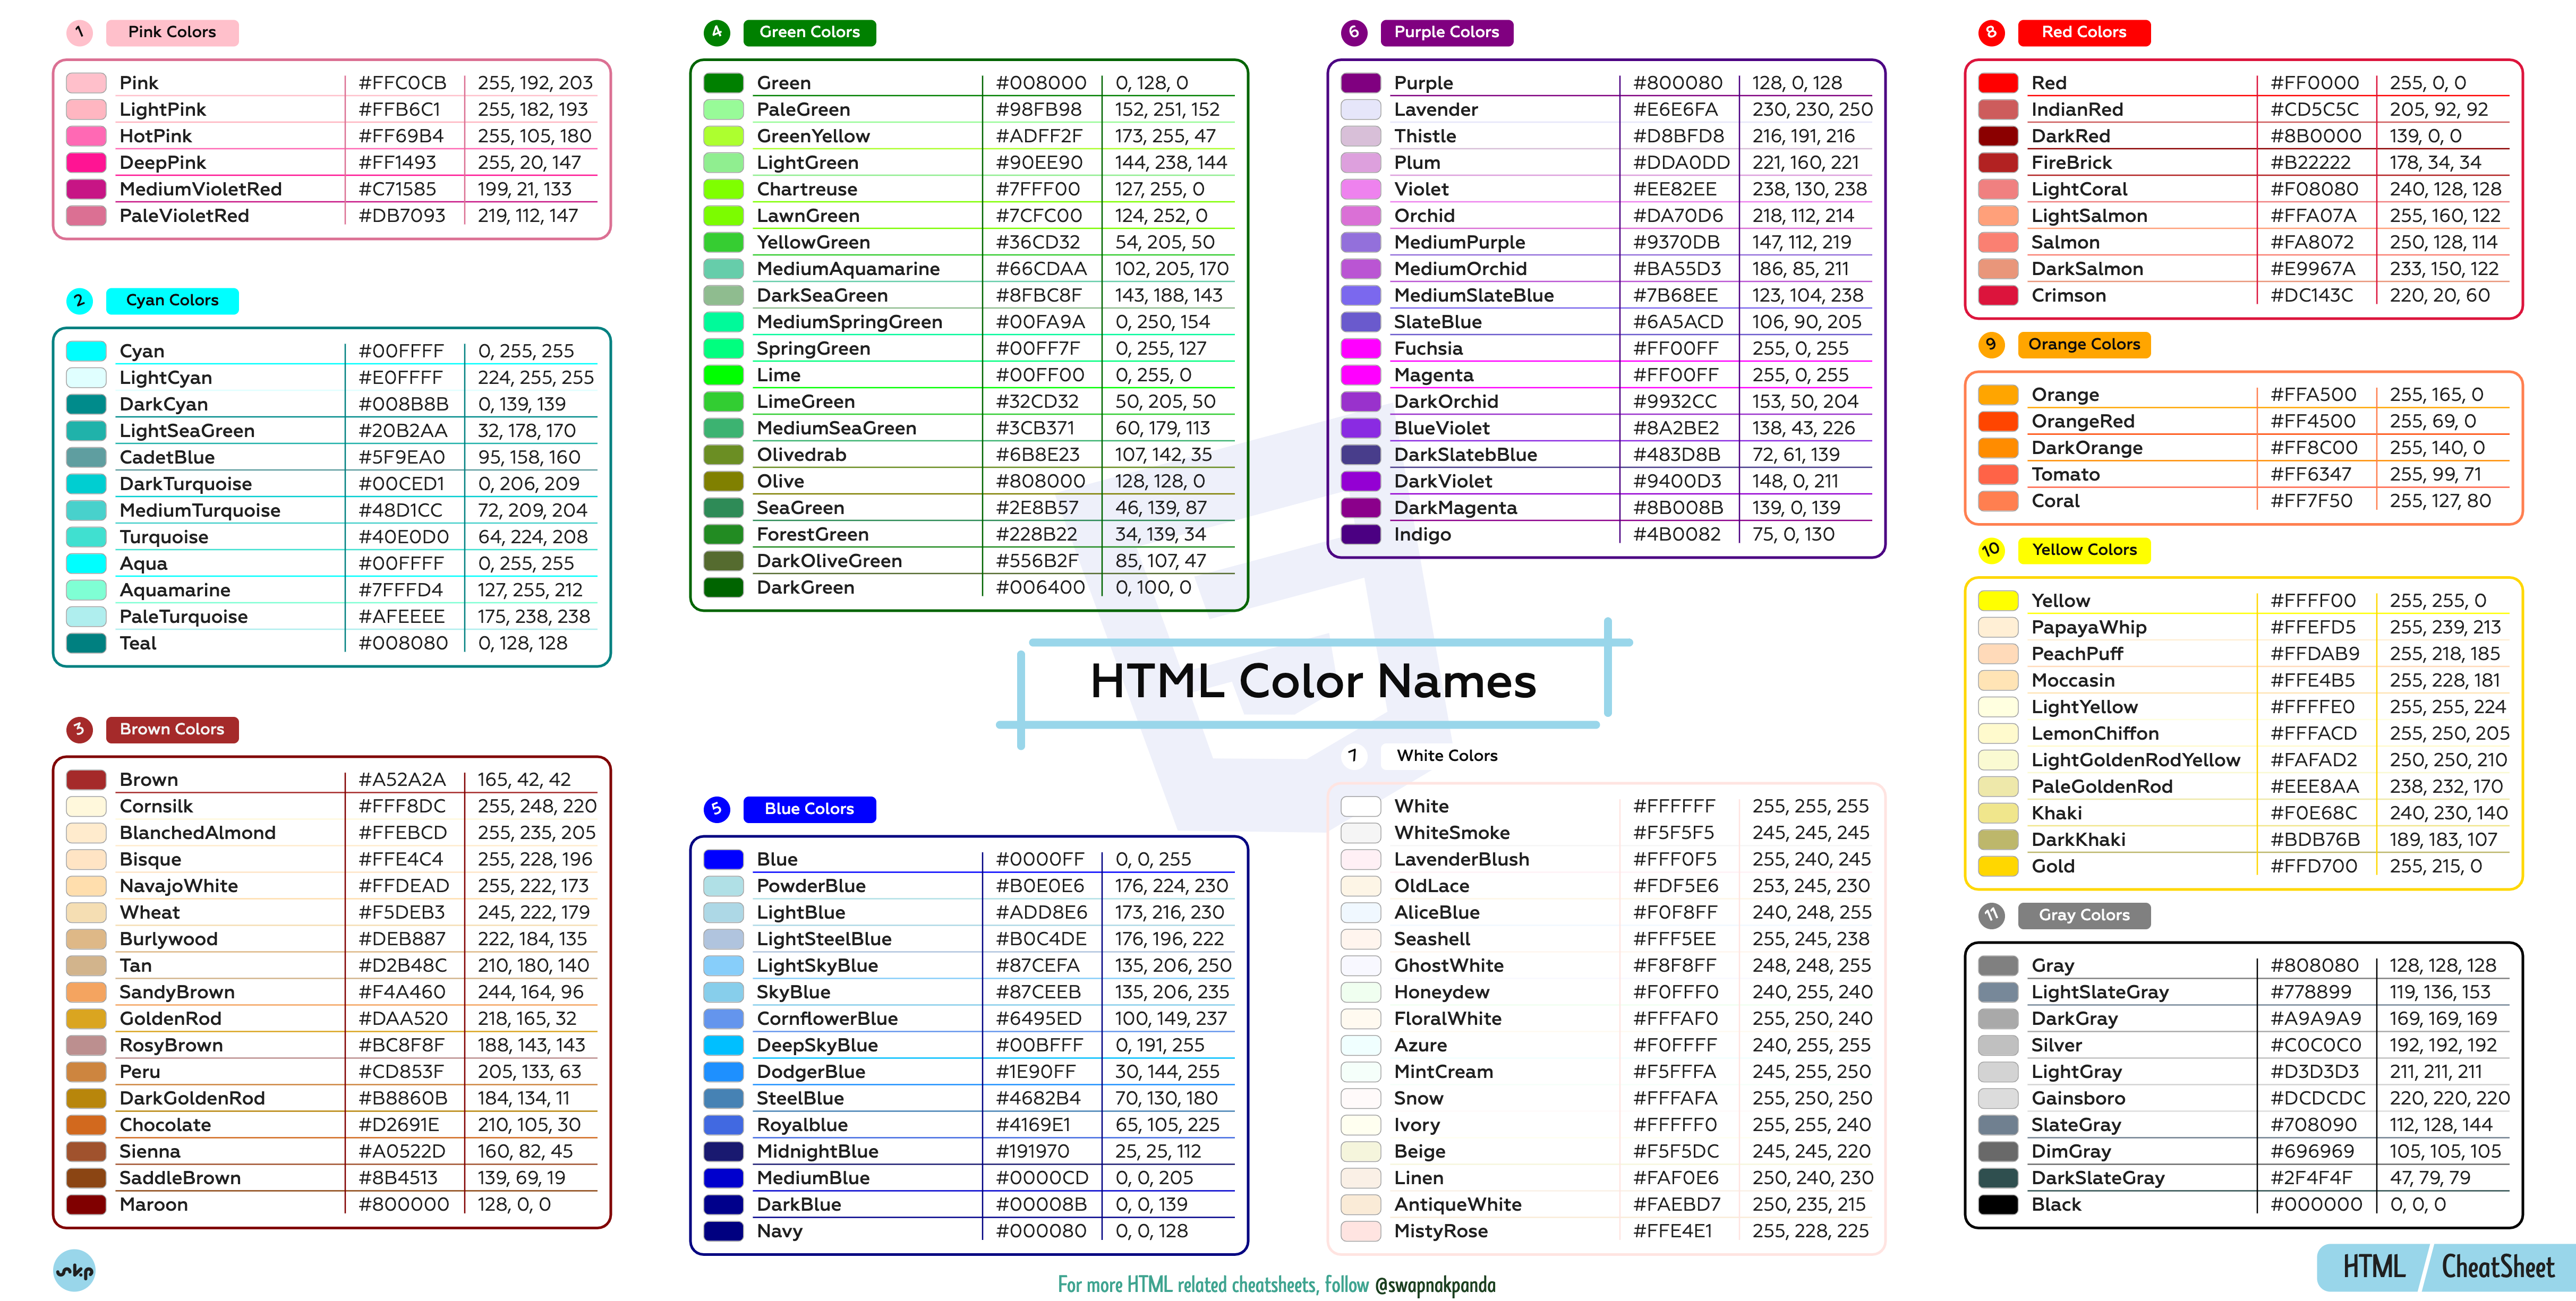 1 Pink Colors
Pink #FFC0CB 255, 192, 203
LightPink #FFB6C1 255, 182, 193
HotPink #FF69B4 255, 105, 180
DeepPink #FF1493 255, 20, 147
MediumVioletRed #C71585 199, 21, 133
PaleVioletRed #DB7093 219, 112, 147
2 Cyan Colors
Cyan #00FFFF 0, 255, 255
LightCyan #E0FFFF 224, 255, 255
DarkCyan #008B8B 0, 139, 139
LightSeaGreen #20B2AA 32, 178, 170
CadetBlue #5F9EA0 95, 158, 160
DarkTurquoise #00CED1 0, 206, 209
MediumTurquoise #48D1CC 72, 209, 204
Turquoise #40E0D0 64, 224, 208
Aqua #00FFFF 0, 255, 255
Aquamarine #7FFFD4 127, 255, 212
PaleTurquoise #AFEEEE 175, 238, 238
Teal #008080 0, 128, 128
3 Brown Colors
Brown #A52A2A 165, 42, 42
Cornsilk #FFF8DC 255, 248, 220
BlanchedAlmond #FFEBCD 255, 235, 205
Bisque #FFE4C4 255, 228, 196
NavajoWhite #FFDEAD 255, 222, 173
Wheat #F5DEB3 245, 222, 179
Burlywood #DEB887 222, 184, 135
Tan #D2B48C 210, 180, 140
SandyBrown #F4A460 244, 164, 96
GoldenRod #DAA520 218, 165, 32
RosyBrown #BC8F8F 188, 143, 143
Peru #CD853F 205, 133, 63
DarkGoldenRod #B8860B 184, 134, 11
Chocolate #D2691E 210, 105, 30
Sienna #A0522D 160, 82, 45
SaddleBrown #8B4513 139, 69, 19
Maroon #800000 128, 0, 0
skp
4 Green Colors
Green #008000 0, 128, 0
PaleGreen #98FB98 152, 251, 152
GreenYellow #ADFF2F 173, 255, 47
LightGreen #90EE90 144, 238, 144
Chartreuse #7FFF00 127, 255, 0
LawnGreen #7CFC00 124, 252, 0
YellowGreen #36CD32 54, 205, 50
MediumAquamarine #66CDAA 102, 205, 170
DarkSeaGreen #8FBC8F 143, 188, 143
MediumSpringGreen #00FA9A 0, 250, 154
SpringGreen #00FF7F 0, 255, 127
Lime #00FF00 0, 255, 0
LimeGreen #32CD32 50, 205, 50
MediumSeaGreen #3CB371 60, 179, 113
Olivedrab #6B8E23 107, 142, 35
Olive #808000 128, 128, 0
SeaGreen #2E8B57 46, 139, 87
ForestGreen #228B22 34, 139, 34
DarkOliveGreen #556B2F 85, 107, 47
DarkGreen #006400 0, 100, 0
HTML Color Names
5 Blue Colors
Blue #0000FF 0, 0, 255
PowderBlue #B0E0E6 176, 224, 230
LightBlue #ADD8E6 173, 216, 230
LightSteelBlue #B0C4DE 176, 196, 222
LightSkyBlue #87CEFA 135, 206, 250
SkyBlue #87CEEB 135, 206, 235
CornflowerBlue #6495ED 100, 149, 237
DeepSkyBlue #00BFFF 0, 191, 255
DodgerBlue #1E90FF 30, 144, 255
SteelBlue #4682B4 70, 130, 180
Royalblue #4169E1 65, 105, 225
MidnightBlue #191970 25, 25, 112
MediumBlue #0000CD 0, 0, 205
DarkBlue #00008B 0, 0, 139
Navy #000080 0, 0, 128
6 Purple Colors
Purple #800080 128, 0, 128
Lavender #E6E6FA 230, 230, 250
Thistle #D8BFD8 216, 191, 216
Plum #DDA0DD 221, 160, 221
Violet #EE82EE 238, 130, 238
Orchid #DA70D6 218, 112, 214
MediumPurple #9370DB 147, 112, 219
MediumOrchid #BA55D3 186, 85, 211
MediumSlateBlue #7B68EE 123, 104, 238
SlateBlue #6A5ACD 106, 90, 205
Fuchsia #FF00FF 255, 0, 255
Magenta #FF00FF 255, 0, 255
DarkOrchid #9932CC 153, 50, 204
BlueViolet #8A2BE2 138, 43, 226
DarkSlatebBlue #483D8B 72, 61, 139
DarkViolet #9400D3 148, 0, 211
DarkMagenta #8B008B 139, 0, 139
Indigo #4B0082 75, 0, 130
7 White Colors
White #FFFFFF 255, 255, 255
WhiteSmoke #F5F5F5 245, 245, 245
LavenderBlush #FFF0F5 255, 240, 245
OldLace #FDF5E6 253, 245, 230
AliceBlue #F0F8FF 240, 248, 255
Seashell #FFF5EE 255, 245, 238
GhostWhite #F8F8FF 248, 248, 255
Honeydew #F0FFF0 240, 255, 240
FloralWhite #FFFAF0 255, 250, 240
Azure #F0FFFF 240, 255, 255
MintCream #F5FFFA 245, 255, 250
Snow #FFFAFA 255, 250, 250
Ivory #FFFFF0 255, 255, 240
Beige #F5F5DC 245, 245, 220
Linen #FAF0E6 250, 240, 230
AntiqueWhite #FAEBD7 250, 235, 215
MistyRose #FFE4E1 255, 228, 225
8 Red Colors
Red #FF0000 255, 0, 0
IndianRed #CD5C5C 205, 92, 92
DarkRed #8B0000 139, 0, 0
FireBrick #B22222 178, 34, 34
LightCoral #F08080 240, 128, 128
LightSalmon #FFA07A 255, 160, 122
Salmon #FA8072 250, 128, 114
DarkSalmon #E9967A 233, 150, 122
Crimson #DC143C 220, 20, 60
9 Orange Colors
Orange #FFA500 255, 165, 0
OrangeRed #FF4500 255, 69, 0
DarkOrange #FF8C00 255, 140, 0
Tomato #FF6347 255, 99, 71
Coral #FF7F50 255, 127, 80
10 Yellow Colors
Yellow #FFFF00 255, 255, 0
PapayaWhip #FFEFD5 255, 239, 213
PeachPuff #FFDAB9 255, 218, 185
Moccasin #FFE4B5 255, 228, 181
LightYellow #FFFFE0 255, 255, 224
LemonChiffon #FFFACD 255, 250, 205
LightGoldenRodYellow #FAFAD2 250, 250, 210
PaleGoldenRod #EEE8AA 238, 232, 170
Khaki #F0E68C 240, 230, 140
DarkKhaki #BDB76B 189, 183, 107
Gold #FFD700 255, 215, 0
11 Gray Colors
Gray #808080 128, 128, 128
LightSlateGray #778899 119, 136, 153
DarkGray #A9A9A9 169, 169, 169
Silver #C0C0C0 192, 192, 192
LightGray #D3D3D3 211, 211, 211
Gainsboro #DCDCDC 220, 220, 220
SlateGray #708090 112, 128, 144
DimGray #696969 105, 105, 105
DarkSlateGray #2F4F4F 47, 79, 79
Black #000000 0, 0, 0
For more HTML related cheatsheets, follow @swapnakpanda
HTML / CheatSheet